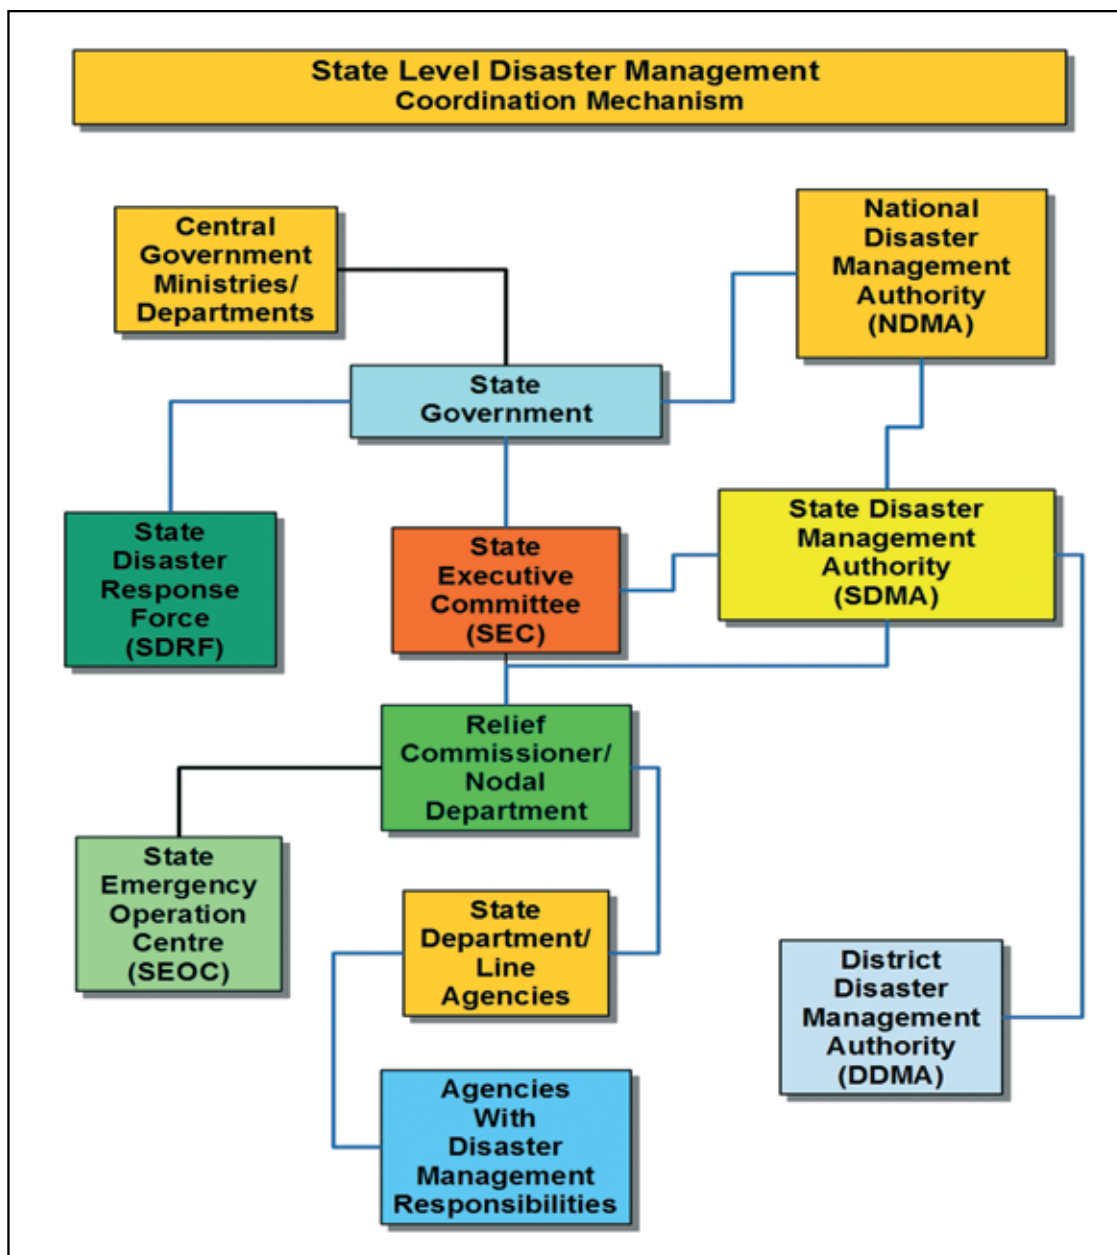 State Level Disaster Management
Coordination Mechanism
Central
Government
Ministries/
Departments
National
Disaster
Management
Authority
(NDMA)
State
Government
State
Disaster
Response
Force
(SDRF)
State
Executive
Committee
(SEC)
State Disaster
Management
Authority
(SDMA)
Relief
Commissioner/
Nodal
Department
State
Emergency
Operation
Centre
(SEOC)
State
Department/
Line
Agencies
District
Disaster
Management
Authority
(DDMA)
Agencies
With
Disaster
Management
Responsibilities